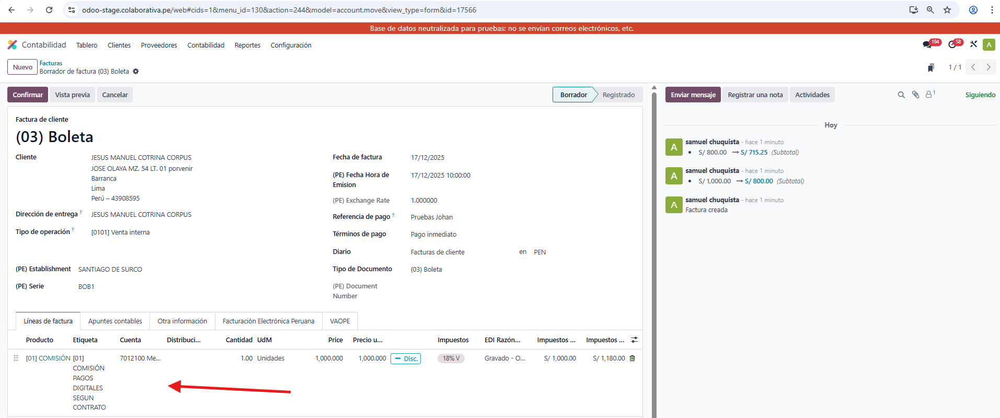 odoo-stage.colaborativa.pe/web#cids=1&menu_id=130&action=244&model=account.move&view_type=form&id=17566
Base de datos neutralizada para pruebas: no se envían correos electrónicos, etc.
Contabilidad Tablero Clientes Proveedores Contabilidad Reportes Configuración 194 58 A
Nuevo
Facturas
Borrador de factura (03) Boleta
1 / 1
Confirmar Vista previa Cancelar Borrador Registrado
Factura de cliente
(03) Boleta
Cliente JESUS MANUEL COTRINA CORPUS
JOSE OLAYA MZ. 54 LT. 01 porvenir
Barranca
Lima
Perú – 43908595
Dirección de entrega ? JESUS MANUEL COTRINA CORPUS
Tipo de operación ? [0101] Venta interna
(PE) Establishment SANTIAGO DE SURCO
(PE) Serie BOB1
Fecha de factura 17/12/2025
(PE) Fecha Hora de
Emision
17/12/2025 10:00:00
(PE) Exchange Rate 1.000000
Referencia de pago ? Pruebas Johan
Términos de pago Pago inmediato
Diario Facturas de cliente en PEN
Tipo de Documento (03) Boleta
(PE) Document
Number
Líneas de factura Apuntes contables Otra información Facturación Electrónica Peruana VAOPE
Producto Etiqueta Cuenta Distribuci... Cantidad UdM Price Precio u... Impuestos EDI Razón... Impuestos ... Impuestos ...
[01] COMISIÓN [01] 7012100 Me... 1.00 Unidades 1,000.000 1,000.000 Disc. 18% V Gravado - O... S/ 1,000.00 S/ 1,180.00
COMISIÓN
PAGOS
DIGITALES
SEGUN
CONTRATO
Enviar mensaje Registrar una nota Actividades 1 Siguiendo
Hoy
A
samuel chuquista - hace 1 minuto
• S/ 800.00 → S/ 715.25 (Subtotal)
A
samuel chuquista - hace 1 minuto
• S/ 1,000.00 → S/ 800.00 (Subtotal)
A
samuel chuquista - hace 1 minuto
Factura creada